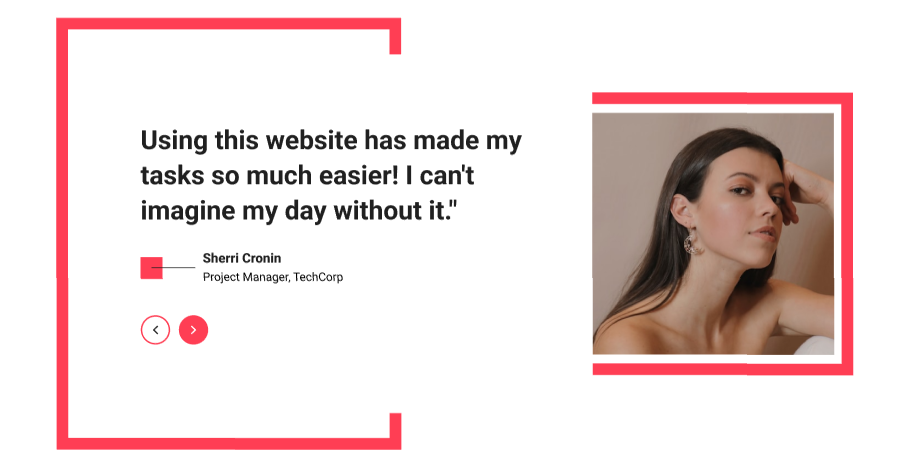 Using this website has made my
tasks so much easier! I can't
imagine my day without it."
Sherri Cronin
Project Manager, TechCorp